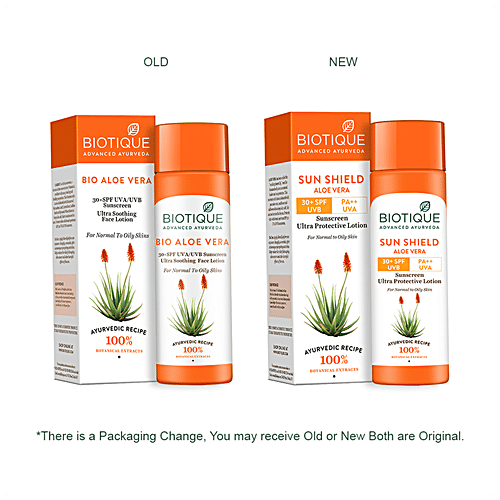 OLD
NEW
BIOTIQUE
ADVANCED AYURVEDA
BIO ALOE VERA
30+SPF UVA/UVB
Sunscreen
Ultra Soothing
Face Lotion
For Normal To Oily Skins
AYURVEDIC RECIPE
100%
BOTANICAL EXTRACTS
BIOTIQUE
ADVANCED AYURVEDA
BIO ALOE VERA
30+SPF UVA/UVB Sunscreen
Ultra Soothing Face Lotion
For Normal To Oily Skins
AYURVEDIC RECIPE
100%
BOTANICAL EXTRACTS
BIOTIQUE
ADVANCED AYURVEDA
SUN SHIELD
ALOE VERA
30+ SPF UVB
PA++ UVA
Sunscreen
Ultra Protective Lotion
For Normal to Oily Skin
AYURVEDIC RECIPE
100%
BOTANICAL EXTRACTS
BIOTIQUE
ADVANCED AYURVEDA
SUN SHIELD
ALOE VERA
30+ SPF UVB
PA++ UVA
Sunscreen
Ultra Protective Lotion
For Normal to Oily Skin
AYURVEDIC RECIPE
100%
BOTANICAL EXTRACTS
*There is a Packaging Change, You may receive Old or New Both are Original.